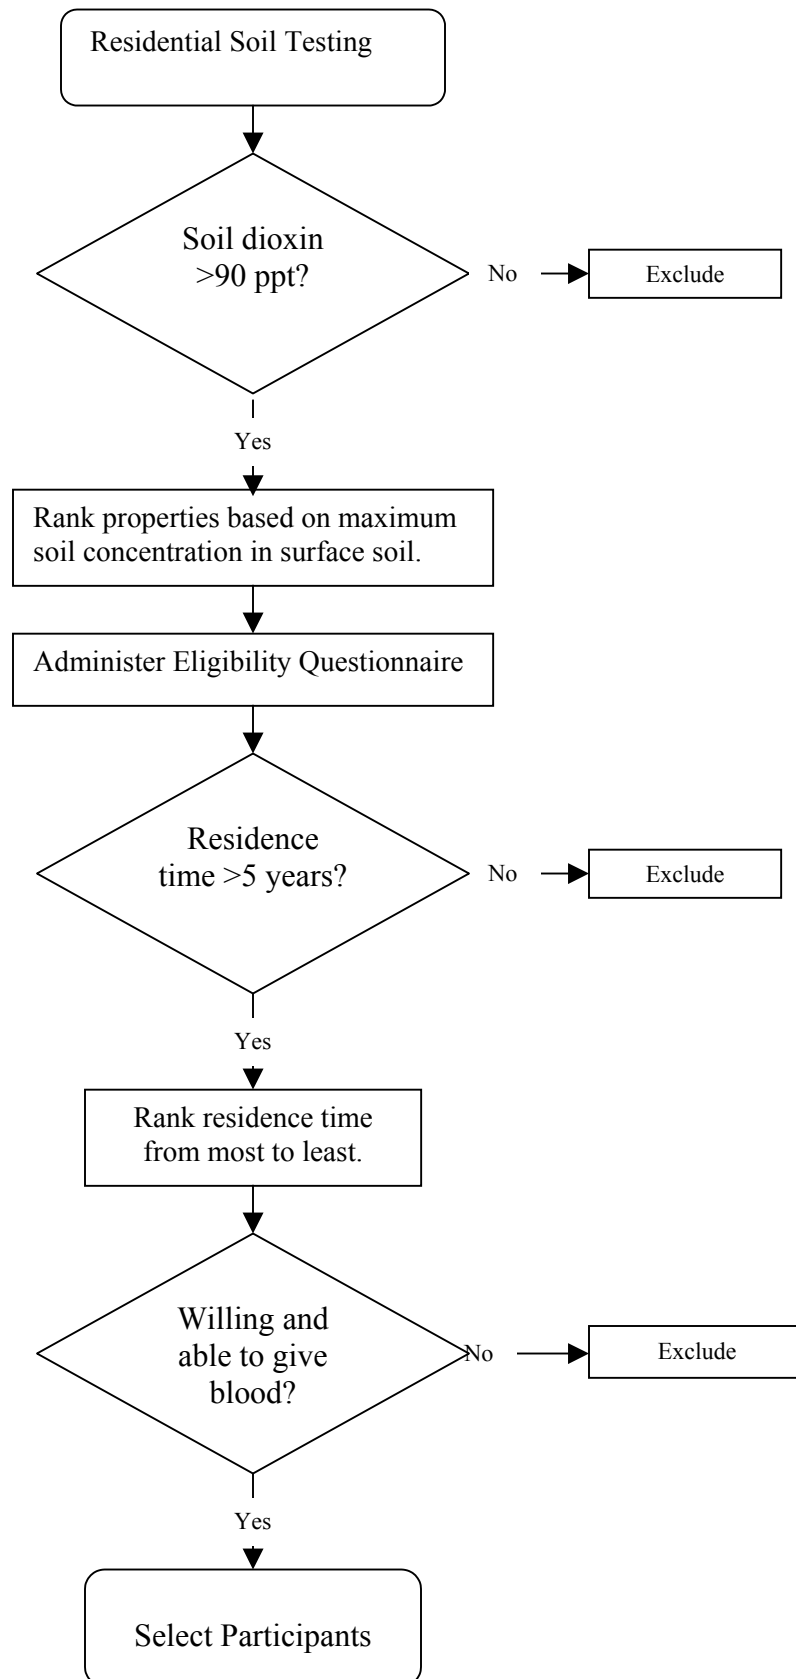 Residential Soil Testing
Soil dioxin
>90 ppt?
No
Exclude
Yes
Rank properties based on maximum
soil concentration in surface soil.
Administer Eligibility Questionnaire
Residence
time >5 years?
No
Exclude
Yes
Rank residence time
from most to least.
Willing and
able to give
blood?
No
Exclude
Yes
Select Participants